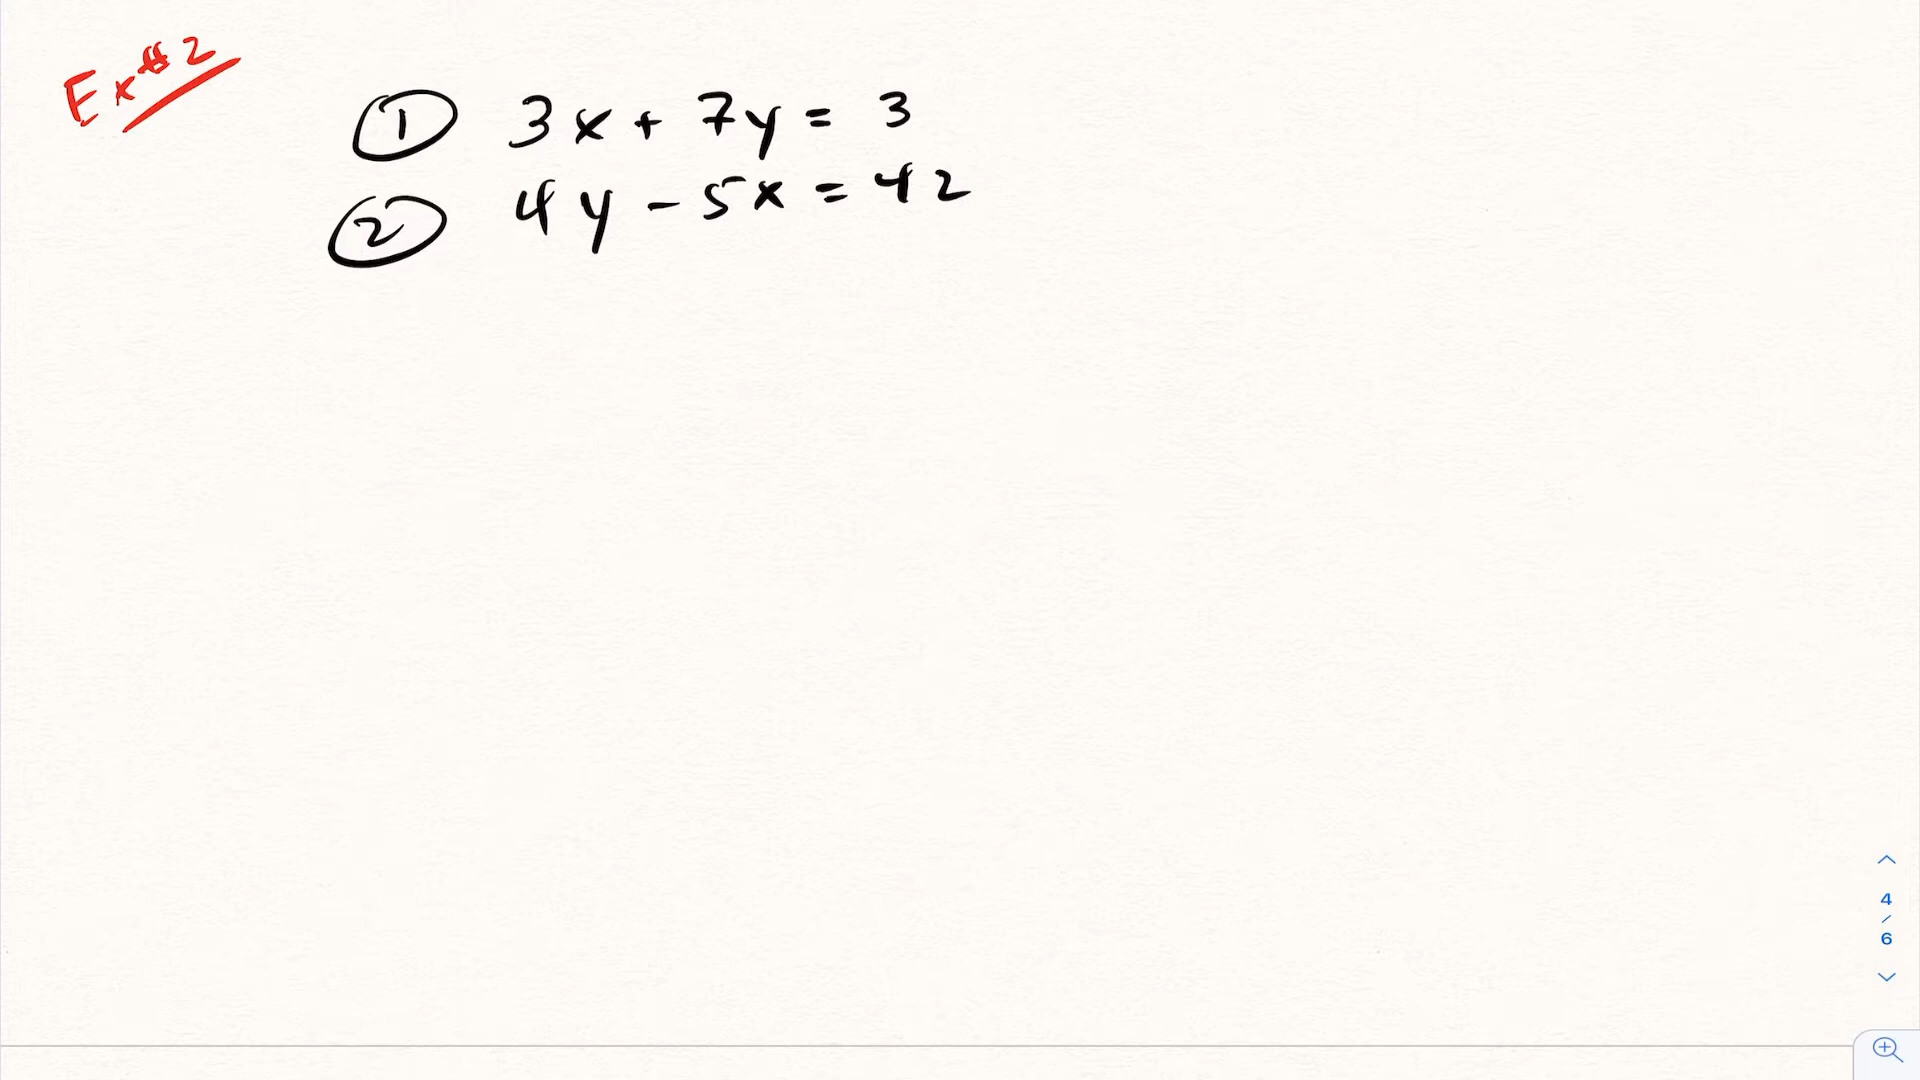 Ex #2
① 3x + 7y = 3
② 4y - 5x = 42
4
/
6